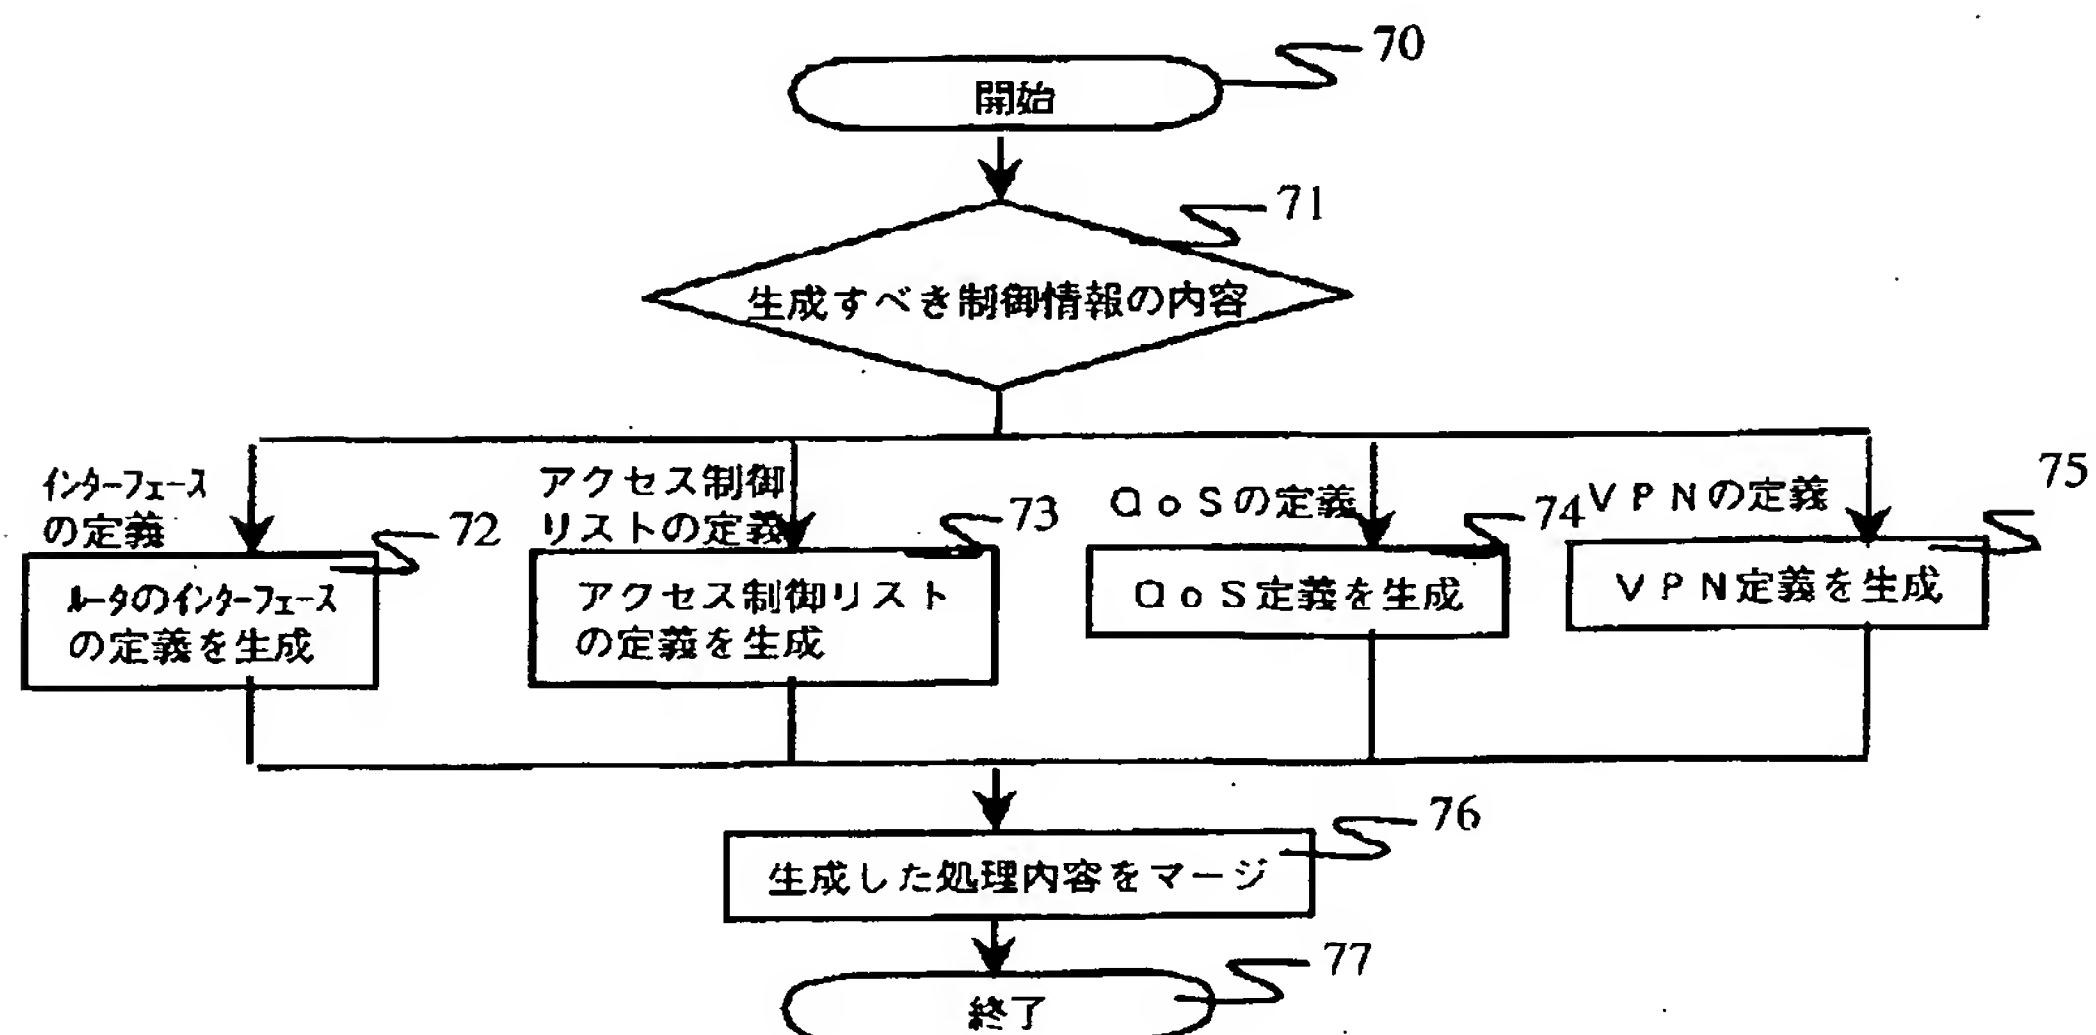 70
開始
71
生成すべき制御情報の内容
インターフェース
の定義
72
ルータのインターフェース
の定義を生成
アクセス制御
リストの定義
73
アクセス制御リスト
の定義を生成
QoSの定義
74
QoS定義を生成
VPNの定義
75
VPN定義を生成
76
生成した処理内容をマージ
77
終了